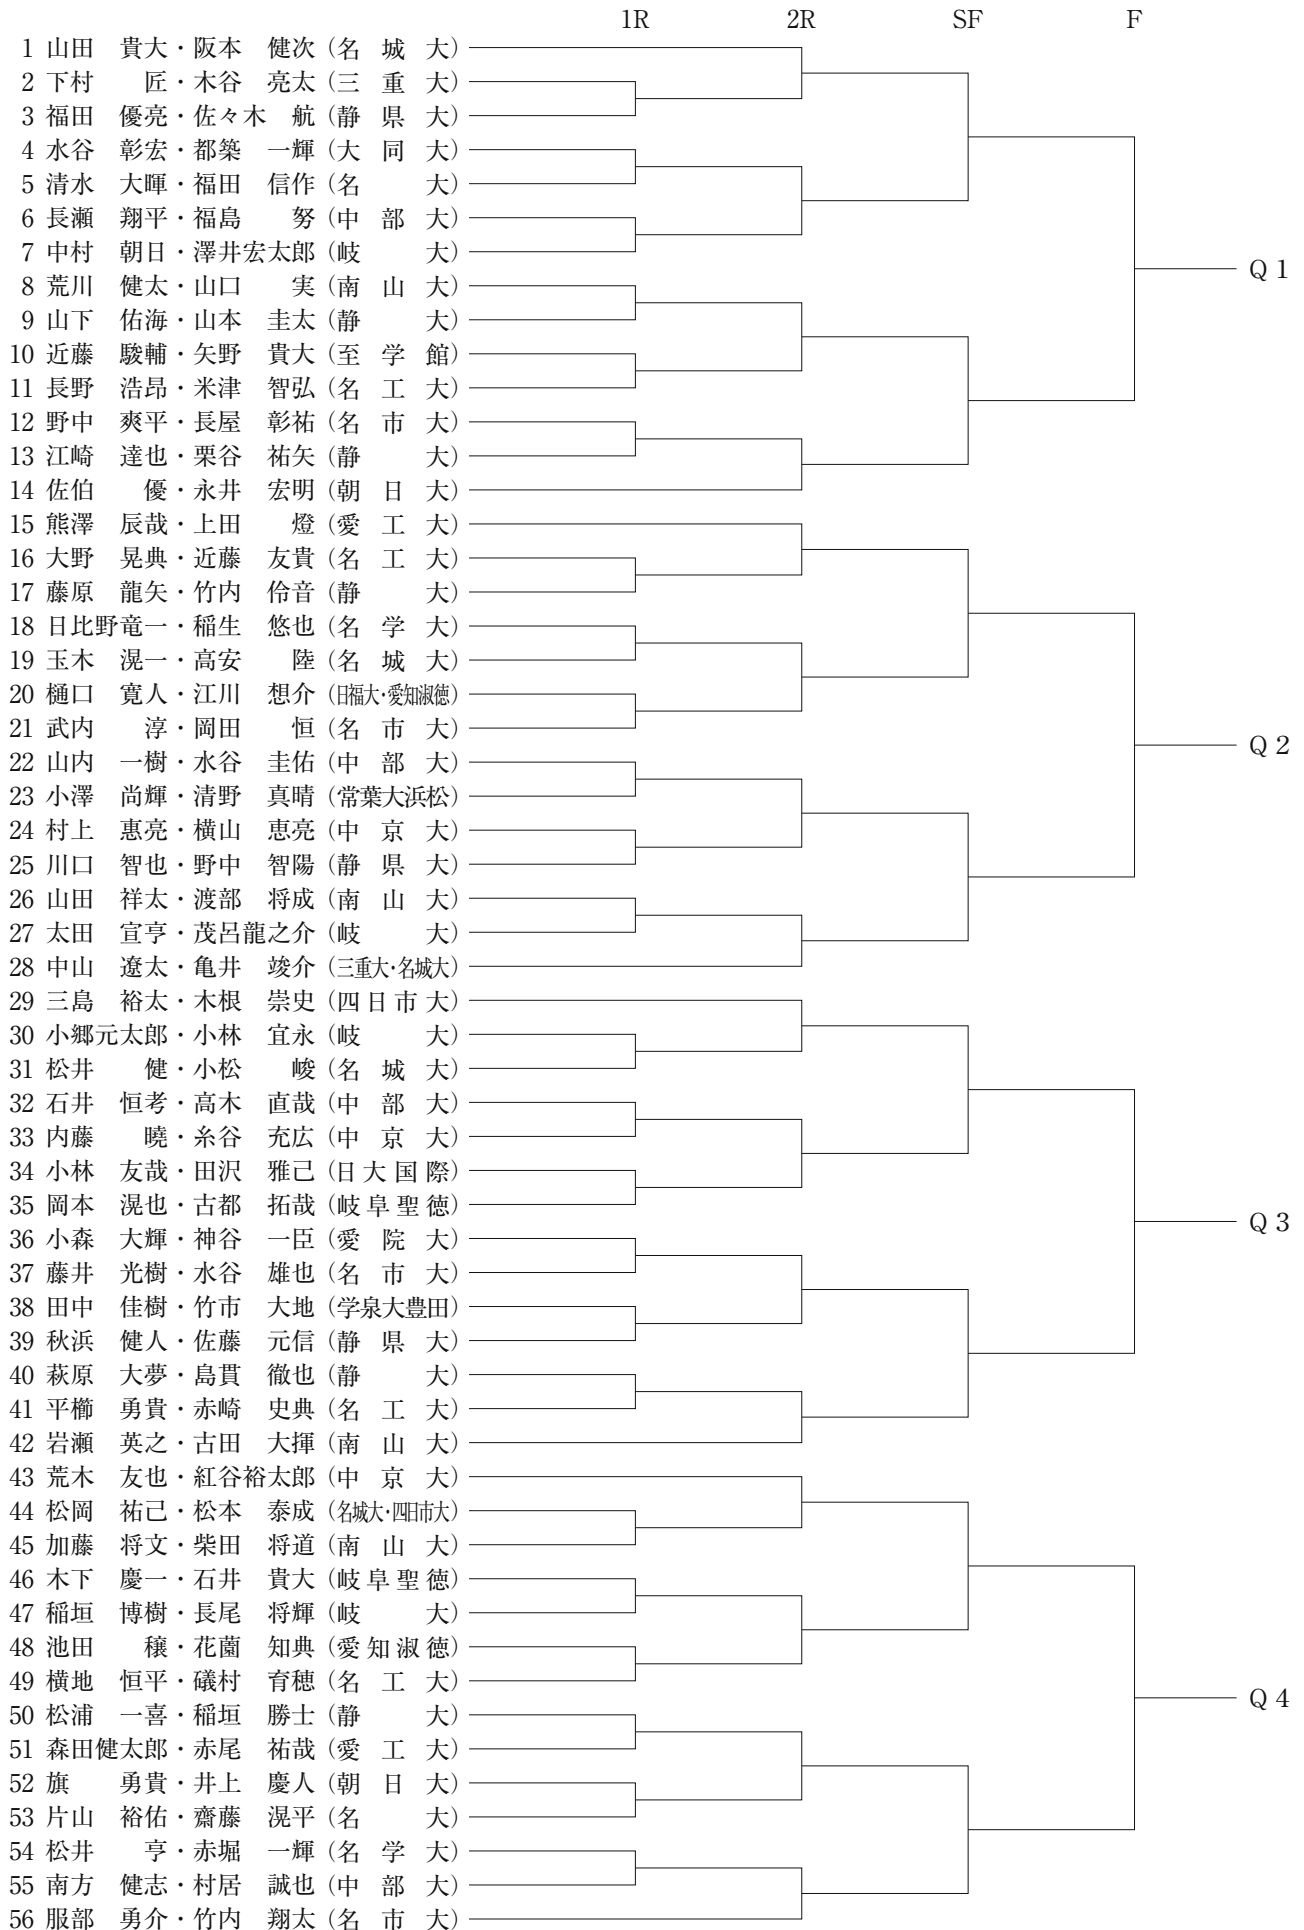 1R 2R SF F
1 山田 貴大・阪本 健次（名 城 大）
2 下村 匠・木谷 亮太（三 重 大）
3 福田 優亮・佐々木 航（静 県 大）
4 水谷 彰宏・都築 一輝（大 同 大）
5 清水 大暉・福田 信作（名 大）
6 長瀬 翔平・福島 努（中 部 大）
7 中村 朝日・澤井宏太郎（岐 大）
Q 1
8 荒川 健太・山口 実（南 山 大）
9 山下 佑海・山本 圭太（静 大）
10 近藤 駿輔・矢野 貴大（至 学 館）
11 長野 浩昂・米津 智弘（名 工 大）
12 野中 爽平・長屋 彰祐（名 市 大）
13 江崎 達也・栗谷 祐矢（静 大）
14 佐伯 優・永井 宏明（朝 日 大）
15 熊澤 辰哉・上田 燈（愛 工 大）
16 大野 晃典・近藤 友貴（名 工 大）
17 藤原 龍矢・竹内 伶音（静 大）
18 日比野竜一・稲生 悠也（名 学 大）
19 玉木 滉一・高安 陸（名 城 大）
20 樋口 寛人・江川 想介（日福大・愛知淑徳）
21 武内 淳・岡田 恒（名 市 大）
22 山内 一樹・水谷 圭佑（中 部 大）
Q 2
23 小澤 尚輝・清野 真晴（常葉大浜松）
24 村上 惠亮・横山 恵亮（中 京 大）
25 川口 智也・野中 智陽（静 県 大）
26 山田 祥太・渡部 将成（南 山 大）
27 太田 宣亨・茂呂龍之介（岐 大）
28 中山 遼太・亀井 竣介（三重大・名城大）
29 三島 裕太・木根 崇史（四日市大）
30 小郷元太郎・小林 宜永（岐 大）
31 松井 健・小松 峻（名 城 大）
32 石井 恒考・高木 直哉（中 部 大）
33 内藤 曉・糸谷 充広（中 京 大）
34 小林 友哉・田沢 雅己（日大国際）
35 岡本 滉也・古都 拓哉（岐阜聖徳）
36 小森 大輝・神谷 一臣（愛 院 大）
Q 3
37 藤井 光樹・水谷 雄也（名 市 大）
38 田中 佳樹・竹市 大地（学泉大豊田）
39 秋浜 健人・佐藤 元信（静 県 大）
40 萩原 大夢・島貫 徹也（静 大）
41 平櫛 勇貴・赤崎 史典（名 工 大）
42 岩瀬 英之・古田 大揮（南 山 大）
43 荒木 友也・紅谷裕太郎（中 京 大）
44 松岡 祐己・松本 泰成（名城大・四日市大）
45 加藤 将文・柴田 将道（南 山 大）
46 木下 慶一・石井 貴大（岐阜聖徳）
47 稲垣 博樹・長尾 将輝（岐 大）
48 池田 穣・花薗 知典（愛知淑徳）
49 横地 恒平・礒村 育穂（名 工 大）
50 松浦 一喜・稲垣 勝士（静 大）
Q 4
51 森田健太郎・赤尾 祐哉（愛 工 大）
52 旗 勇貴・井上 慶人（朝 日 大）
53 片山 裕佑・齋藤 滉平（名 大）
54 松井 亨・赤堀 一輝（名 学 大）
55 南方 健志・村居 誠也（中 部 大）
56 服部 勇介・竹内 翔太（名 市 大）